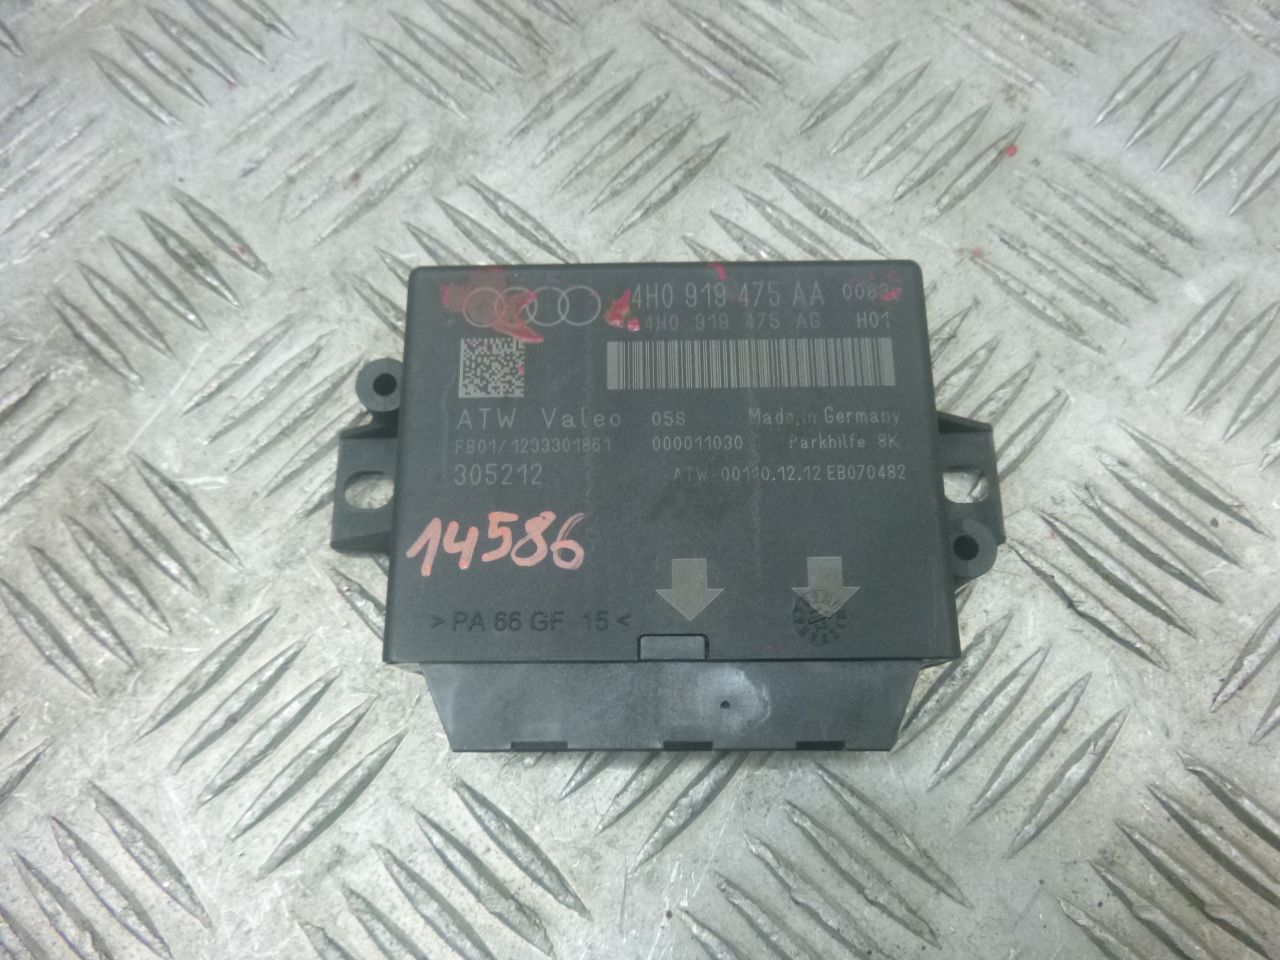 4H0 919 475 AA
4H0 919 475 AG H01
ATW Valeo 05S Made in Germany
FB01/1233301861 000011030 Parkhilfe 8K
305212 ATW-00110.12.12 EB070482
14586
>PA 66 GF 15<